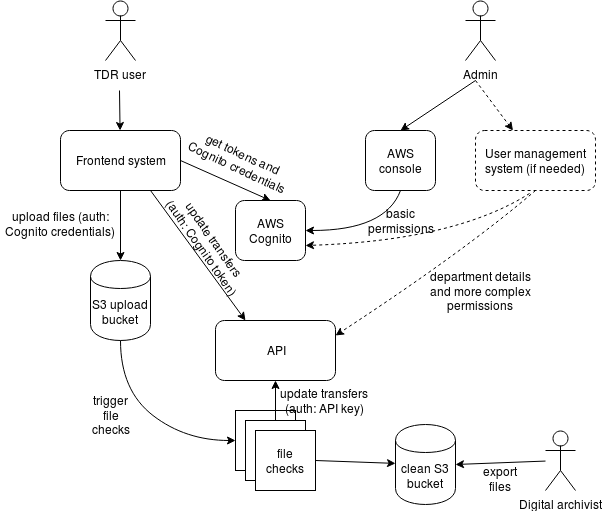 TDR user
Admin
Frontend system
get tokens and
Cognito credentials
AWS
console
User management
system (if needed)
upload files (auth:
Cognito credentials)
update transfers
(auth: Cognito token)
AWS
Cognito
basic
permissions
department details
and more complex
permissions
S3 upload
bucket
API
trigger
file
checks
update transfers
(auth: API key)
file
checks
clean S3
bucket
export
files
Digital archivist